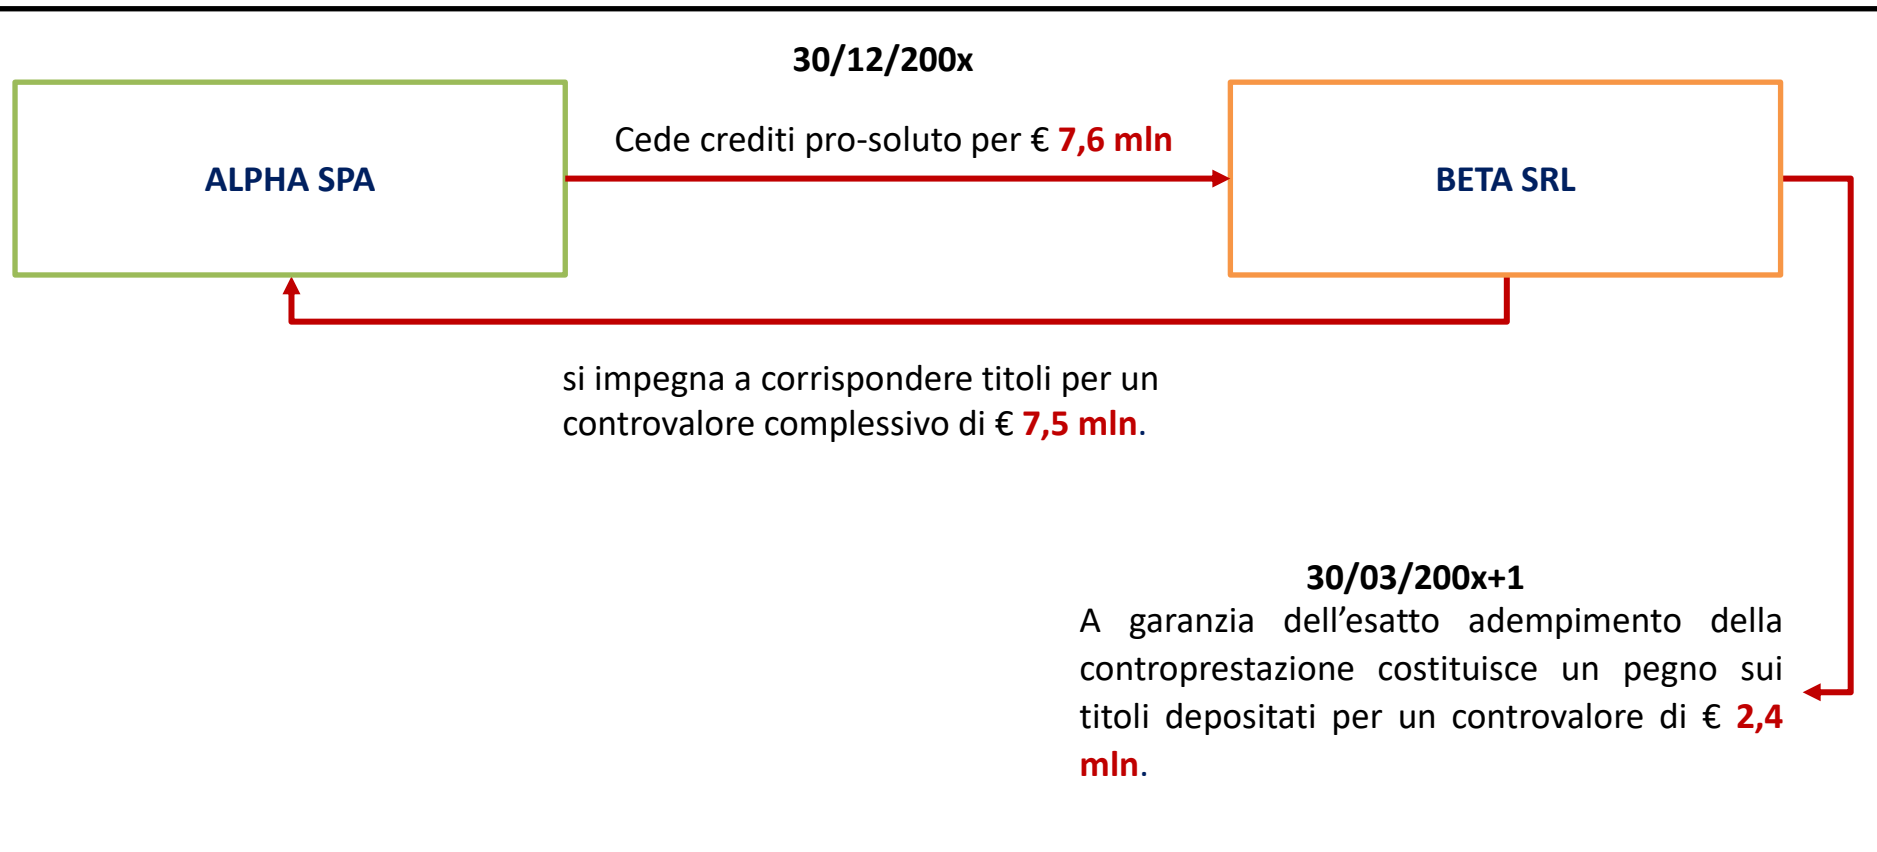 30/12/200x
Cede crediti pro-soluto per € 7,6 mln
ALPHA SPA
BETA SRL
si impegna a corrispondere titoli per un
controvalore complessivo di € 7,5 mln.
30/03/200x+1
A garanzia dell’esatto adempimento della
controprestazione costituisce un pegno sui
titoli depositati per un controvalore di € 2,4
mln.